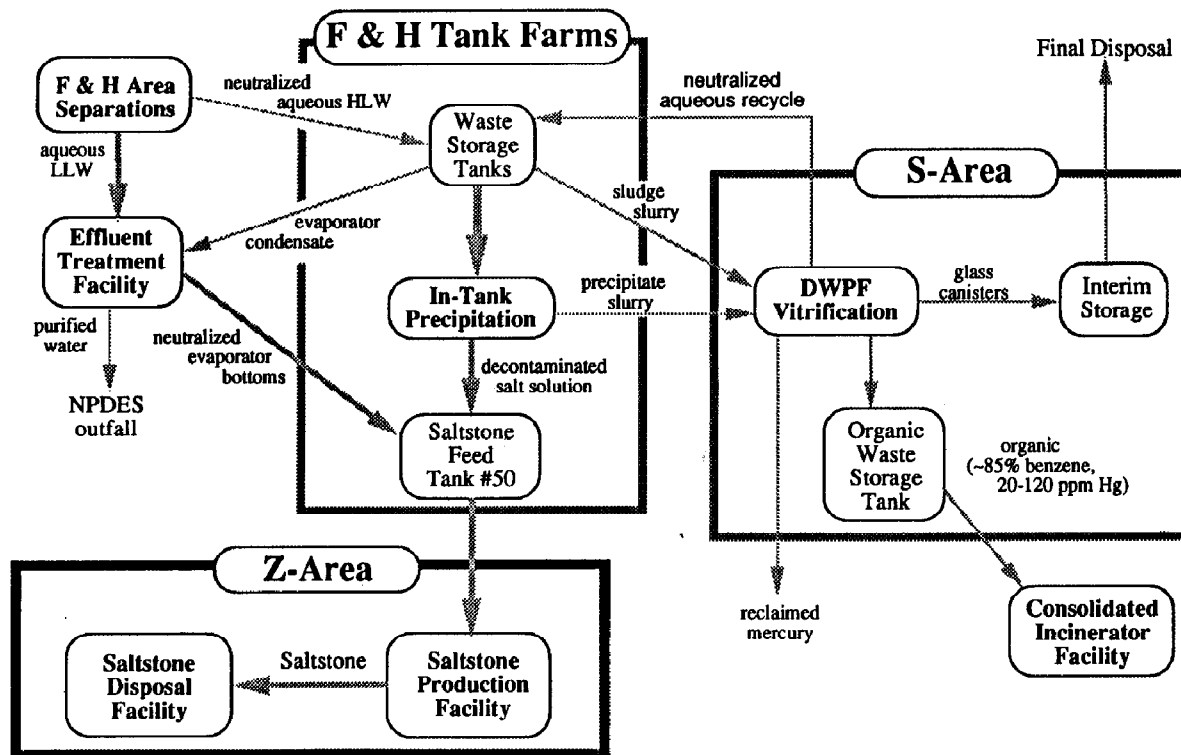 F & H Tank Farms
Final Disposal
F & H Area
Separations
neutralized
aqueous HLW
neutralized
aqueous recycle
Waste
Storage
Tanks
aqueous
LLW
S-Area
sludge
slurry
evaporator
condensate
Effluent
Treatment
Facility
In-Tank
Precipitation
precipitate
slurry
DWPF
Vitrification
glass
canisters
Interim
Storage
purified
water
neutralized
evaporator
bottoms
decontaminated
salt solution
NPDES
outfall
Saltstone
Feed
Tank #50
Organic
Waste
Storage
Tank
organic
(~85% benzene,
20-120 ppm Hg)
Z-Area
reclaimed
mercury
Consolidated
Incinerator
Facility
Saltstone
Disposal
Facility
Saltstone
Saltstone
Production
Facility